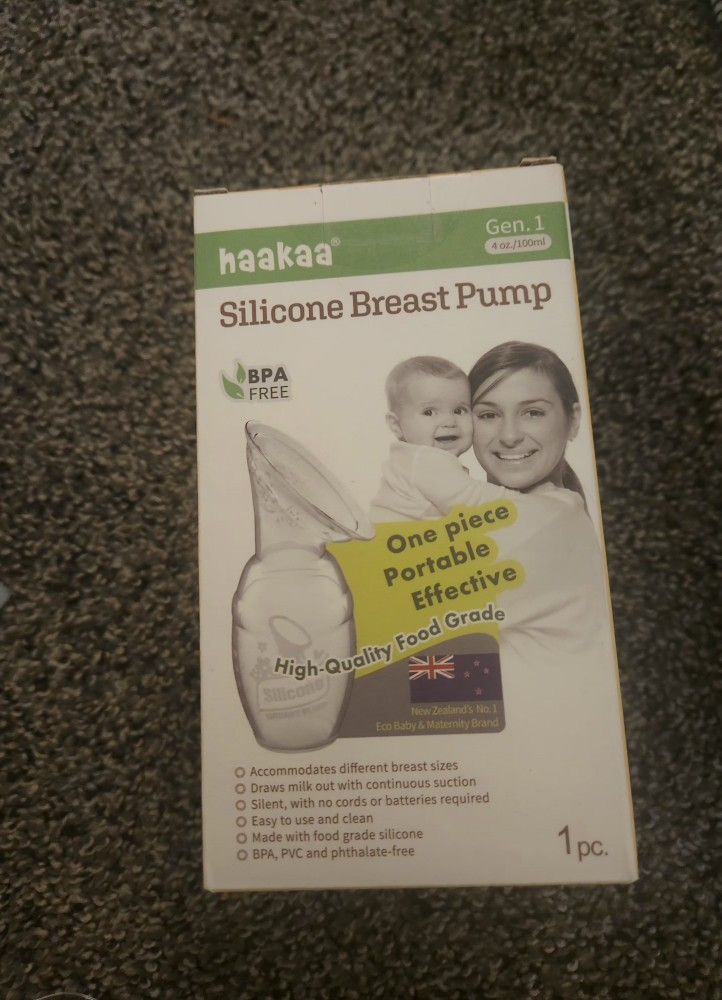 haakaa®
Gen. 1
4 oz./100ml
Silicone Breast Pump
BPA
FREE
One piece
Portable
Effective
High-Quality Food Grade
Silicone
New Zealand's No.1
Eco Baby & Maternity Brand
Accommodates different breast sizes
Draws milk out with continuous suction
Silent, with no cords or batteries required
Easy to use and clean
Made with food grade silicone
BPA, PVC and phthalate-free
1 pc.